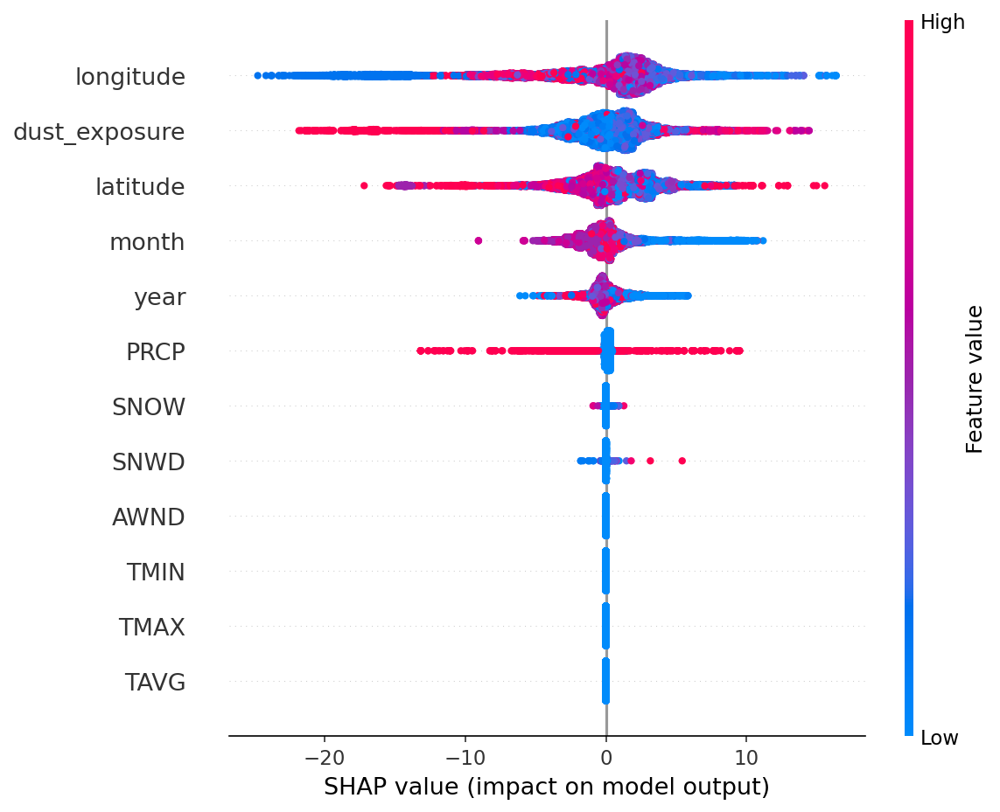 High
longitude
dust_exposure
latitude
month
year
PRCP
SNOW
SNWD
AWND
TMIN
TMAX
TAVG
Feature value
Low
−20 −10 0 10
SHAP value (impact on model output)